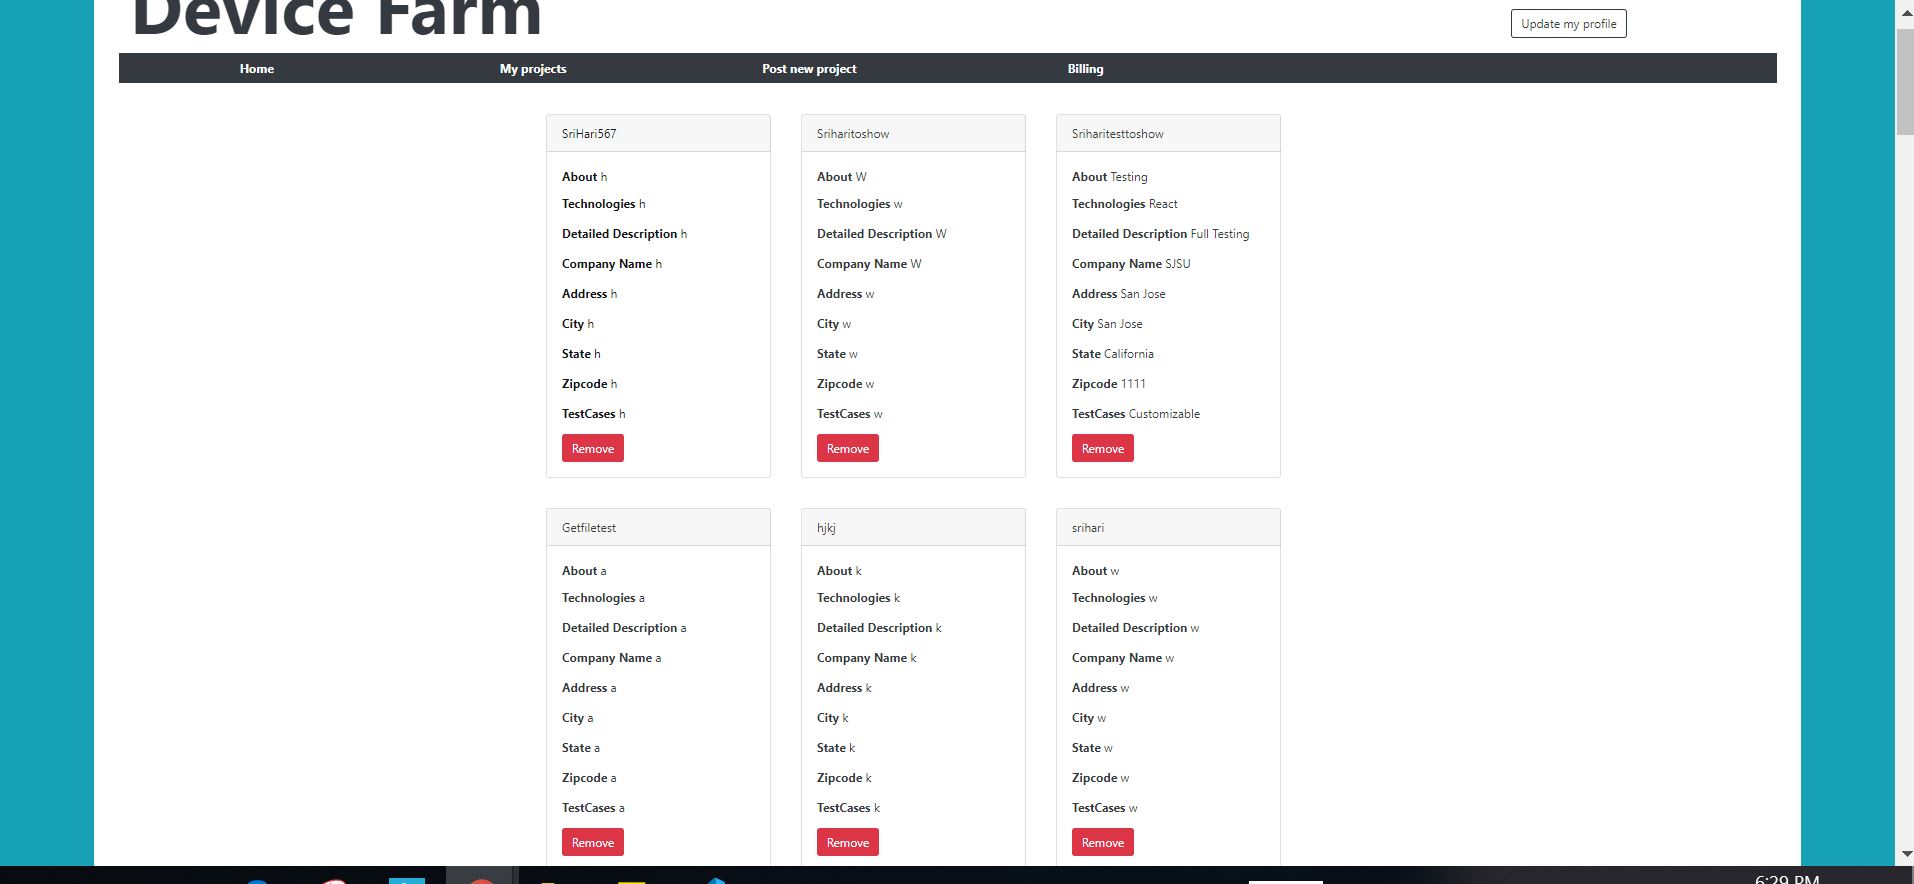 Device Farm
Update my profile
Home My projects Post new project Billing
SriHari567
About h
Technologies h
Detailed Description h
Company Name h
Address h
City h
State h
Zipcode h
TestCases h
Remove
Sriharitoshow
About W
Technologies w
Detailed Description W
Company Name W
Address w
City w
State w
Zipcode w
TestCases w
Remove
Sriharitesttoshow
About Testing
Technologies React
Detailed Description Full Testing
Company Name SJSU
Address San Jose
City San Jose
State California
Zipcode 1111
TestCases Customizable
Remove
Getfiletest
About a
Technologies a
Detailed Description a
Company Name a
Address a
City a
State a
Zipcode a
TestCases a
Remove
hjkj
About k
Technologies k
Detailed Description k
Company Name k
Address k
City k
State k
Zipcode k
TestCases k
Remove
srihari
About w
Technologies w
Detailed Description w
Company Name w
Address w
City w
State w
Zipcode w
TestCases w
Remove
6:29 PM